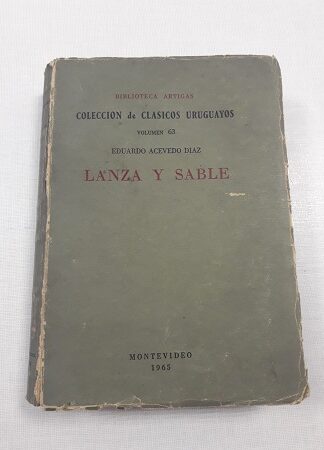 BIBLIOTECA ARTIGAS
COLECCION de CLASICOS URUGUAYOS
VOLUMEN 63
EDUARDO ACEVEDO DIAZ
LANZA Y SABLE
MONTEVIDEO
1965